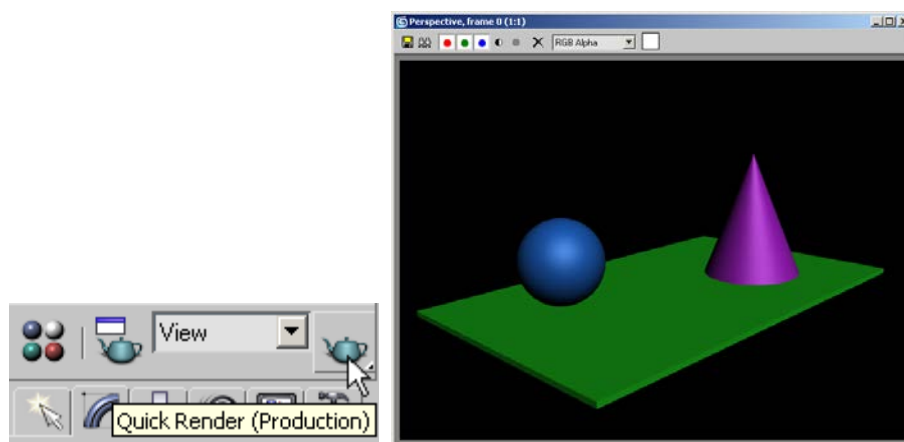 Perspective, frame 0 (1:1)
RGB Alpha
View
Quick Render (Production)